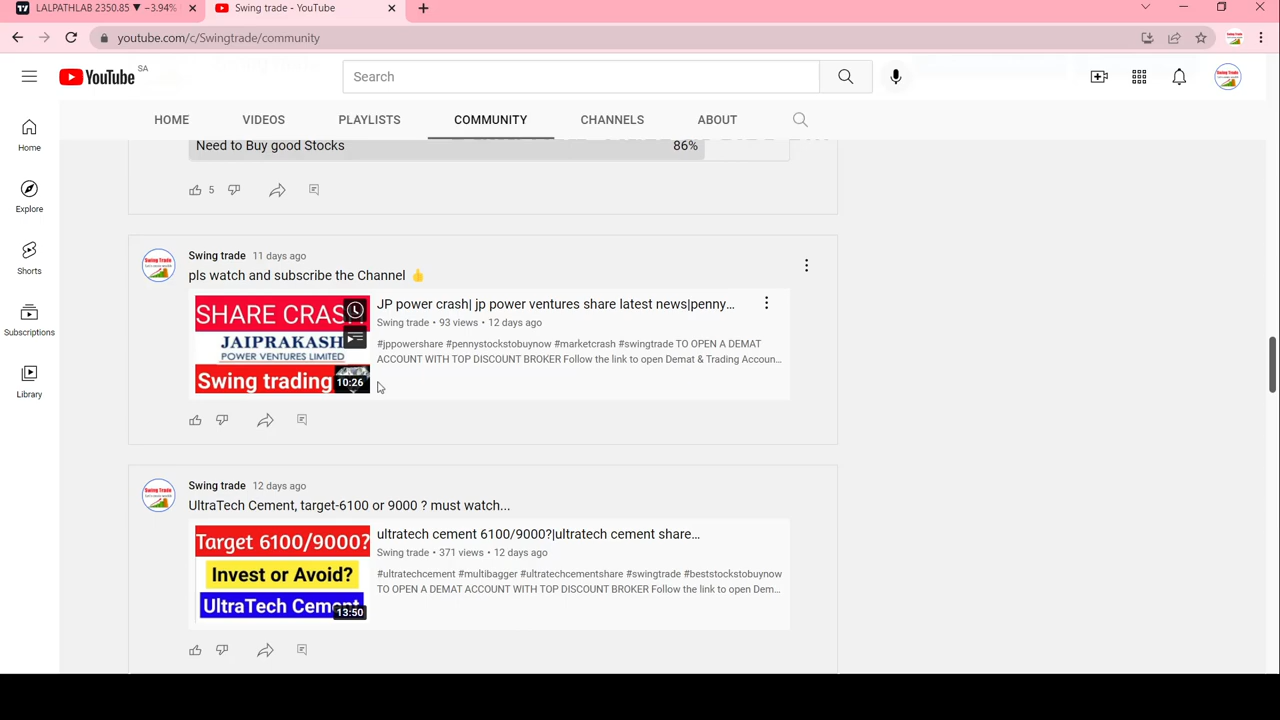 LALPATHLAB 2350.85 ▼ −3.94%
Swing trade - YouTube
youtube.com/c/Swingtrade/community
YouTube SA
Search
HOME VIDEOS PLAYLISTS COMMUNITY CHANNELS ABOUT
Home
Explore
Shorts
Subscriptions
Library
Need to Buy good Stocks 86%
5
Swing trade 11 days ago
pls watch and subscribe the Channel 👍
SHARE CRASH
JAIPRAKASH
POWER VENTURES LIMITED
Swing trading
10:26
JP power crash| jp power ventures share latest news|penny...
Swing trade • 93 views • 12 days ago
#jppowershare #pennystockstobuynow #marketcrash #swingtrade TO OPEN A DEMAT
ACCOUNT WITH TOP DISCOUNT BROKER Follow the link to open Demat & Trading Accoun...
Swing trade 12 days ago
UltraTech Cement, target-6100 or 9000 ? must watch...
Target 6100/9000?
Invest or Avoid?
UltraTech Cement
13:50
ultratech cement 6100/9000?|ultratech cement share...
Swing trade • 371 views • 12 days ago
#ultratechcement #multibagger #ultratechcementshare #swingtrade #beststockstobuynow
TO OPEN A DEMAT ACCOUNT WITH TOP DISCOUNT BROKER Follow the link to open Dem...